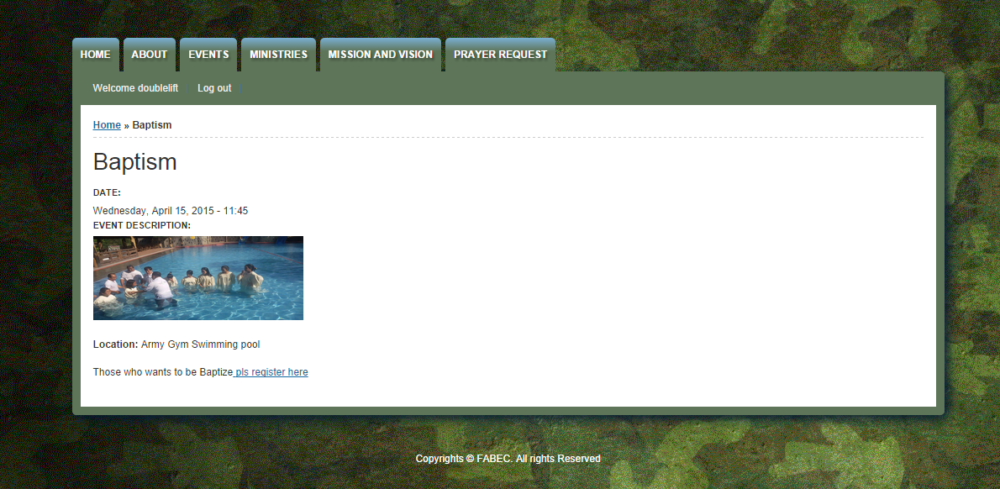 HOME ABOUT EVENTS MINISTRIES MISSION AND VISION PRAYER REQUEST
Welcome doublelift Log out
Home » Baptism
Baptism
DATE:
Wednesday, April 15, 2015 - 11:45
EVENT DESCRIPTION:
Location: Army Gym Swimming pool
Those who wants to be Baptize pls register here
Copyrights © FABEC. All rights Reserved